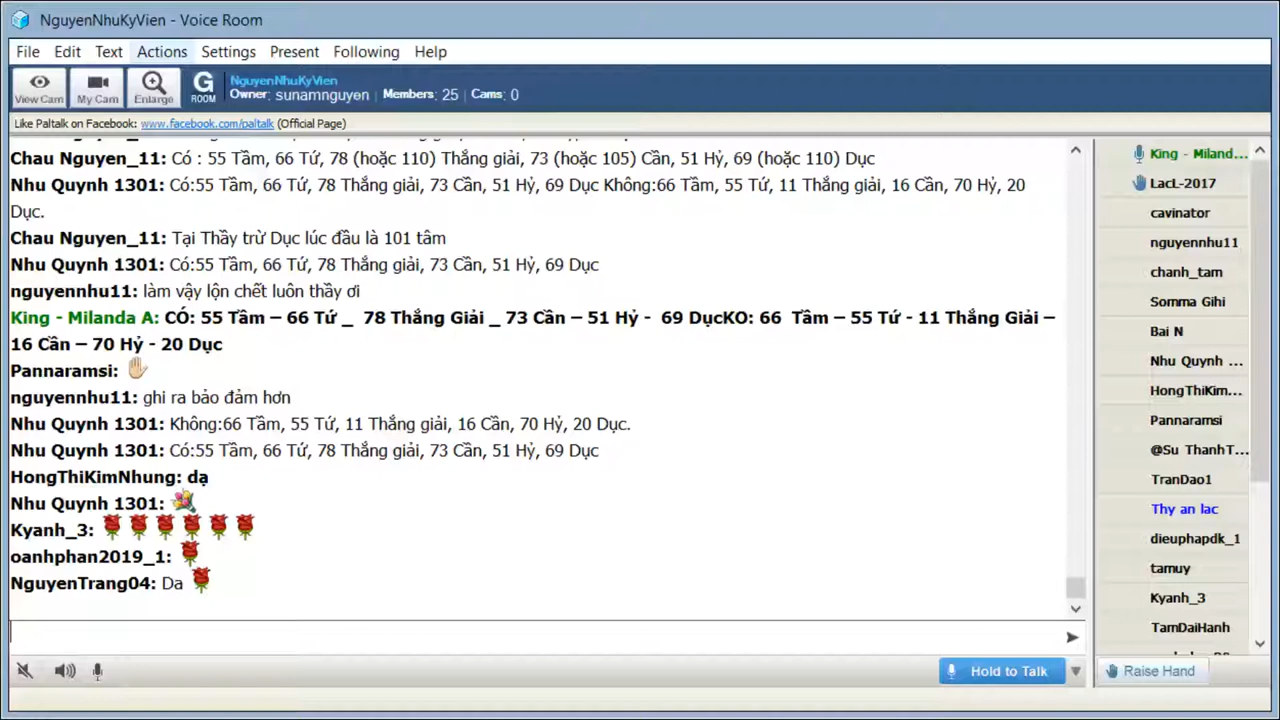 NguyenNhuKyVien - Voice Room
File Edit Text Actions Settings Present Following Help
View Cam My Cam Enlarge G ROOM
NguyenNhuKyVien
Owner: sunamnguyen | Members: 25 | Cams: 0
Like Paltalk on Facebook: www.facebook.com/paltalk (Official Page)
Chau Nguyen_11: Có : 55 Tầm, 66 Tứ, 78 (hoặc 110) Thắng giải, 73 (hoặc 105) Cần, 51 Hỷ, 69 (hoặc 110) Dục
Nhu Quynh 1301: Có:55 Tầm, 66 Tứ, 78 Thắng giải, 73 Cần, 51 Hỷ, 69 Dục Không:66 Tầm, 55 Tứ, 11 Thắng giải, 16 Cần, 70 Hỷ, 20
Dục.
Chau Nguyen_11: Tại Thầy trừ Dục lúc đầu là 101 tâm
Nhu Quynh 1301: Có:55 Tầm, 66 Tứ, 78 Thắng giải, 73 Cần, 51 Hỷ, 69 Dục
nguyennhu11: làm vậy lộn chết luôn thầy ơi
King - Milanda A: CÓ: 55 Tầm – 66 Tứ _ 78 Thắng Giải _ 73 Cần – 51 Hỷ - 69 DụcKO: 66 Tầm – 55 Tứ - 11 Thắng Giải –
16 Cần – 70 Hỷ - 20 Dục
Pannaramsi:
nguyennhu11: ghi ra bảo đảm hơn
Nhu Quynh 1301: Không:66 Tầm, 55 Tứ, 11 Thắng giải, 16 Cần, 70 Hỷ, 20 Dục.
Nhu Quynh 1301: Có:55 Tầm, 66 Tứ, 78 Thắng giải, 73 Cần, 51 Hỷ, 69 Dục
HongThiKimNhung: dạ
Nhu Quynh 1301:
Kyanh_3:
oanhphan2019_1:
NguyenTrang04: Da
King - Miland...
LacL-2017
cavinator
nguyennhu11
chanh_tam
Somma Gihi
Bai N
Nhu Quynh ...
HongThiKim...
Pannaramsi
@Su ThanhT...
TranDao1
Thy an lac
dieuphapdk_1
tamuy
Kyanh_3
TamDaiHanh
Hold to Talk
Raise Hand